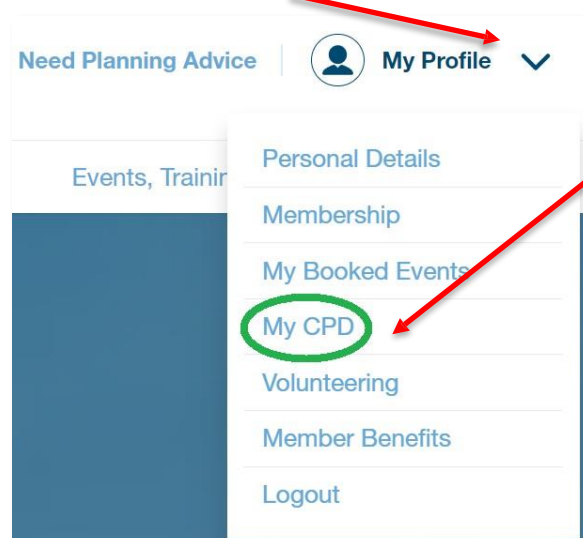 Need Planning Advice
My Profile
Events, Trainin
Personal Details
Membership
My Booked Events
My CPD
Volunteering
Member Benefits
Logout